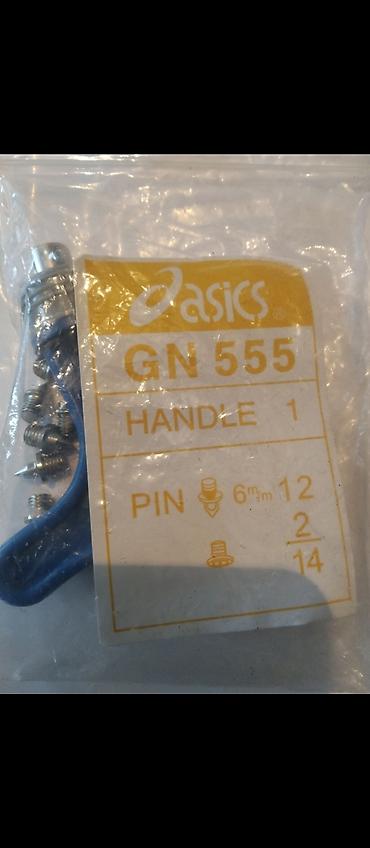 asics®
GN 555
HANDLE 1
PIN 6m/m 12
2
14